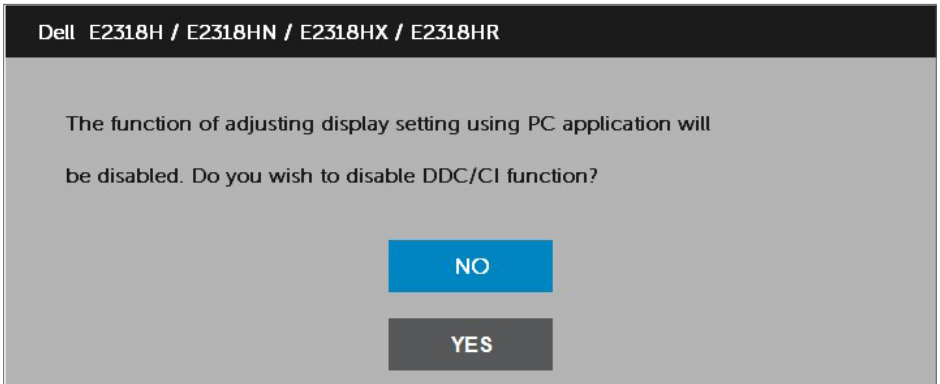 Dell E2318H / E2318HN / E2318HX / E2318HR
The function of adjusting display setting using PC application will
be disabled. Do you wish to disable DDC/CI function?
NO
YES